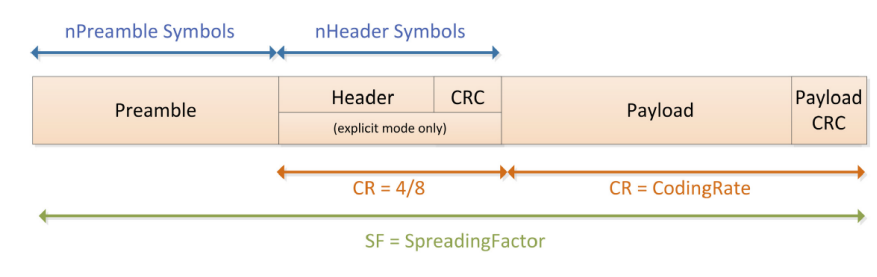 nPreamble Symbols
nHeader Symbols
Preamble
Header
CRC
(explicit mode only)
Payload
Payload
CRC
CR = 4/8
CR = CodingRate
SF = SpreadingFactor